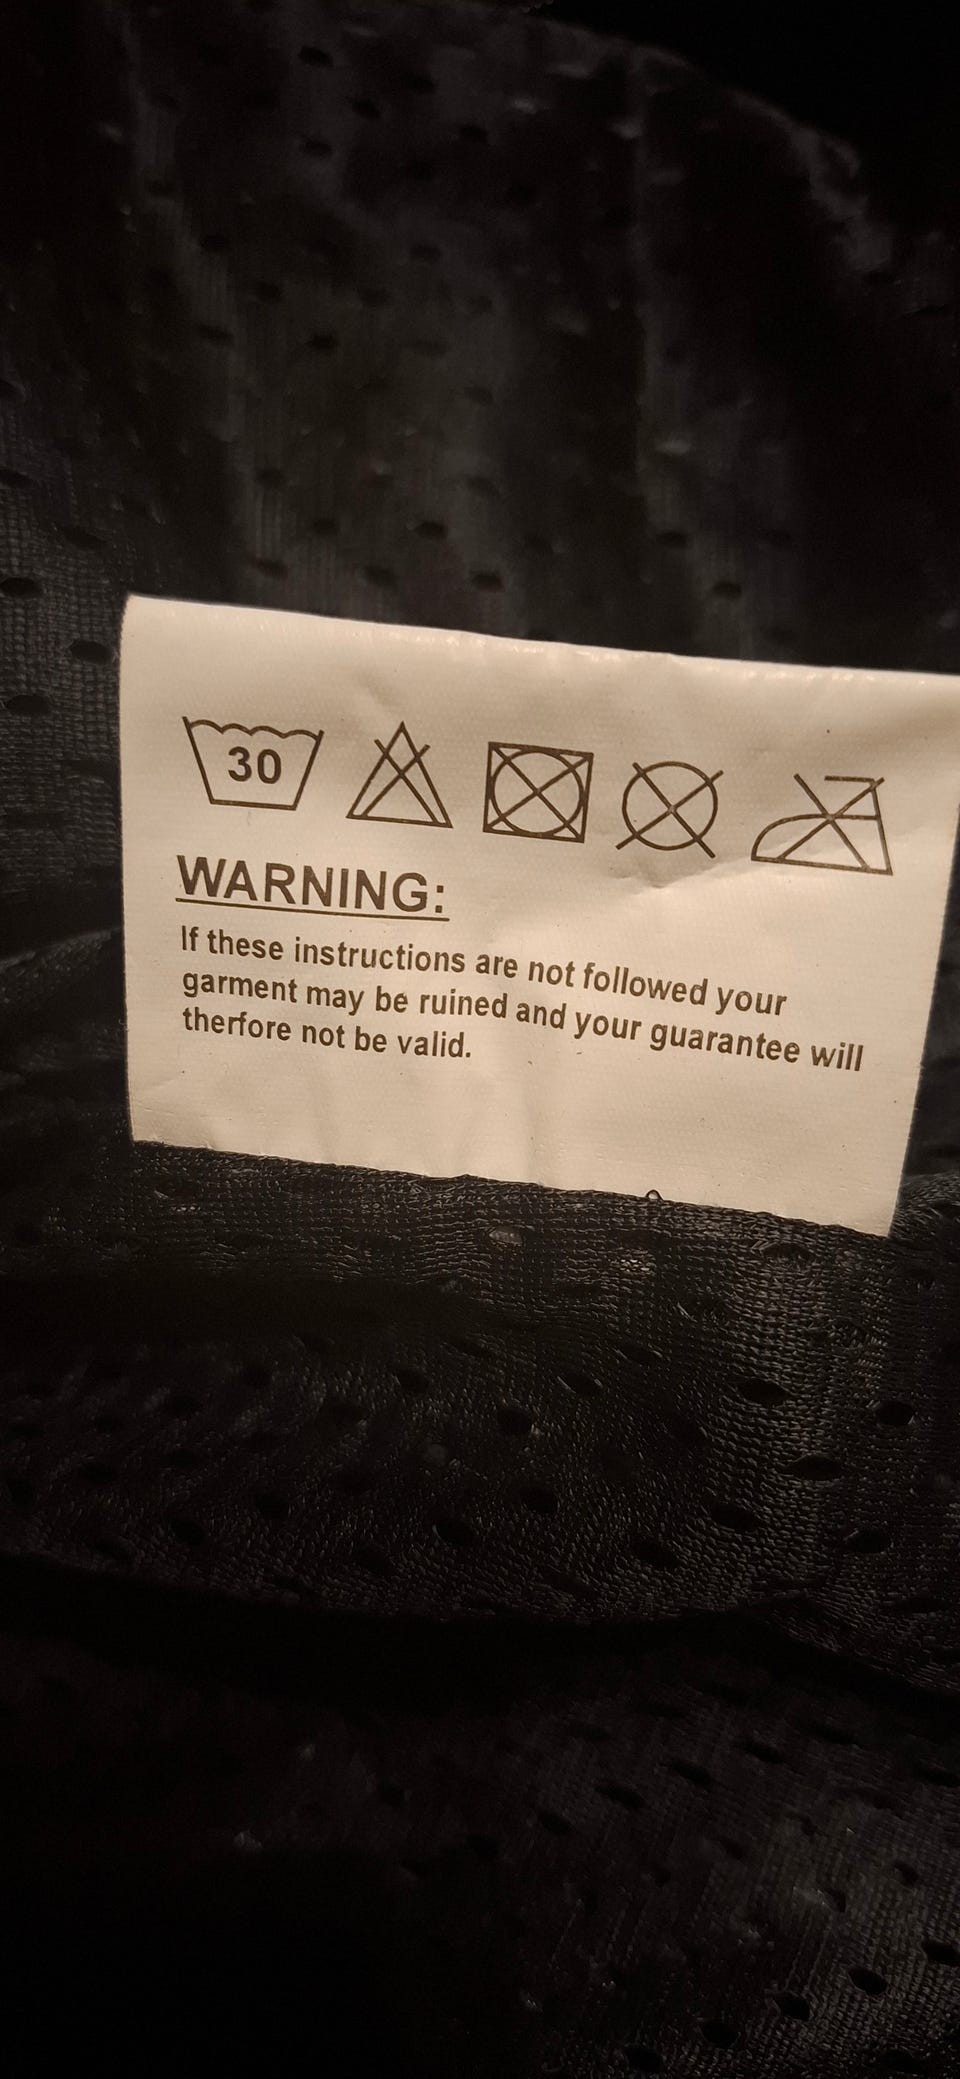 30
WARNING:
If these instructions are not followed your
garment may be ruined and your guarantee will
therfore not be valid.